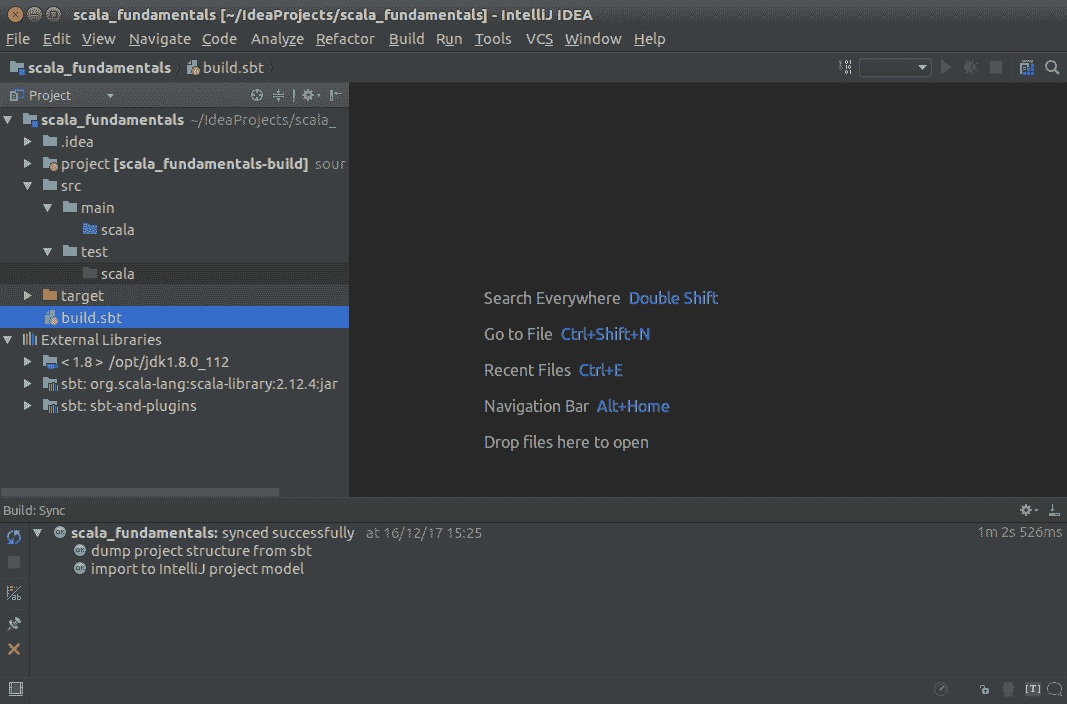 scala_fundamentals [~/IdeaProjects/scala_fundamentals] - IntelliJ IDEA
File Edit View Navigate Code Analyze Refactor Build Run Tools VCS Window Help
scala_fundamentals build.sbt
Project
scala_fundamentals ~/IdeaProjects/scala_
.idea
project [scala_fundamentals-build] sour
src
main
scala
test
scala
target
build.sbt
External Libraries
< 1.8 > /opt/jdk1.8.0_112
sbt: org.scala-lang:scala-library:2.12.4:jar
sbt: sbt-and-plugins
Search Everywhere Double Shift
Go to File Ctrl+Shift+N
Recent Files Ctrl+E
Navigation Bar Alt+Home
Drop files here to open
Build: Sync
scala_fundamentals: synced successfully at 16/12/17 15:25 1m 2s 526ms
dump project structure from sbt
import to IntelliJ project model
[T]